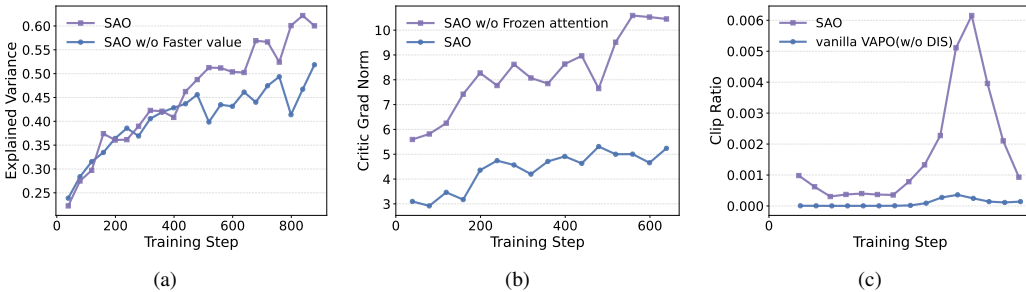 SAO
SAO w/o Faster value
Explained Variance
0.60
0.55
0.50
0.45
0.40
0.35
0.30
0.25
0
200
400
600
800
Training Step
(a)
SAO w/o Frozen attention
SAO
Critic Grad Norm
10
9
8
7
6
5
4
3
0
200
400
600
Training Step
(b)
SAO
vanilla VAPO(w/o DIS)
Clip Ratio
0.006
0.005
0.004
0.003
0.002
0.001
0.000
0
Training Step
(c)